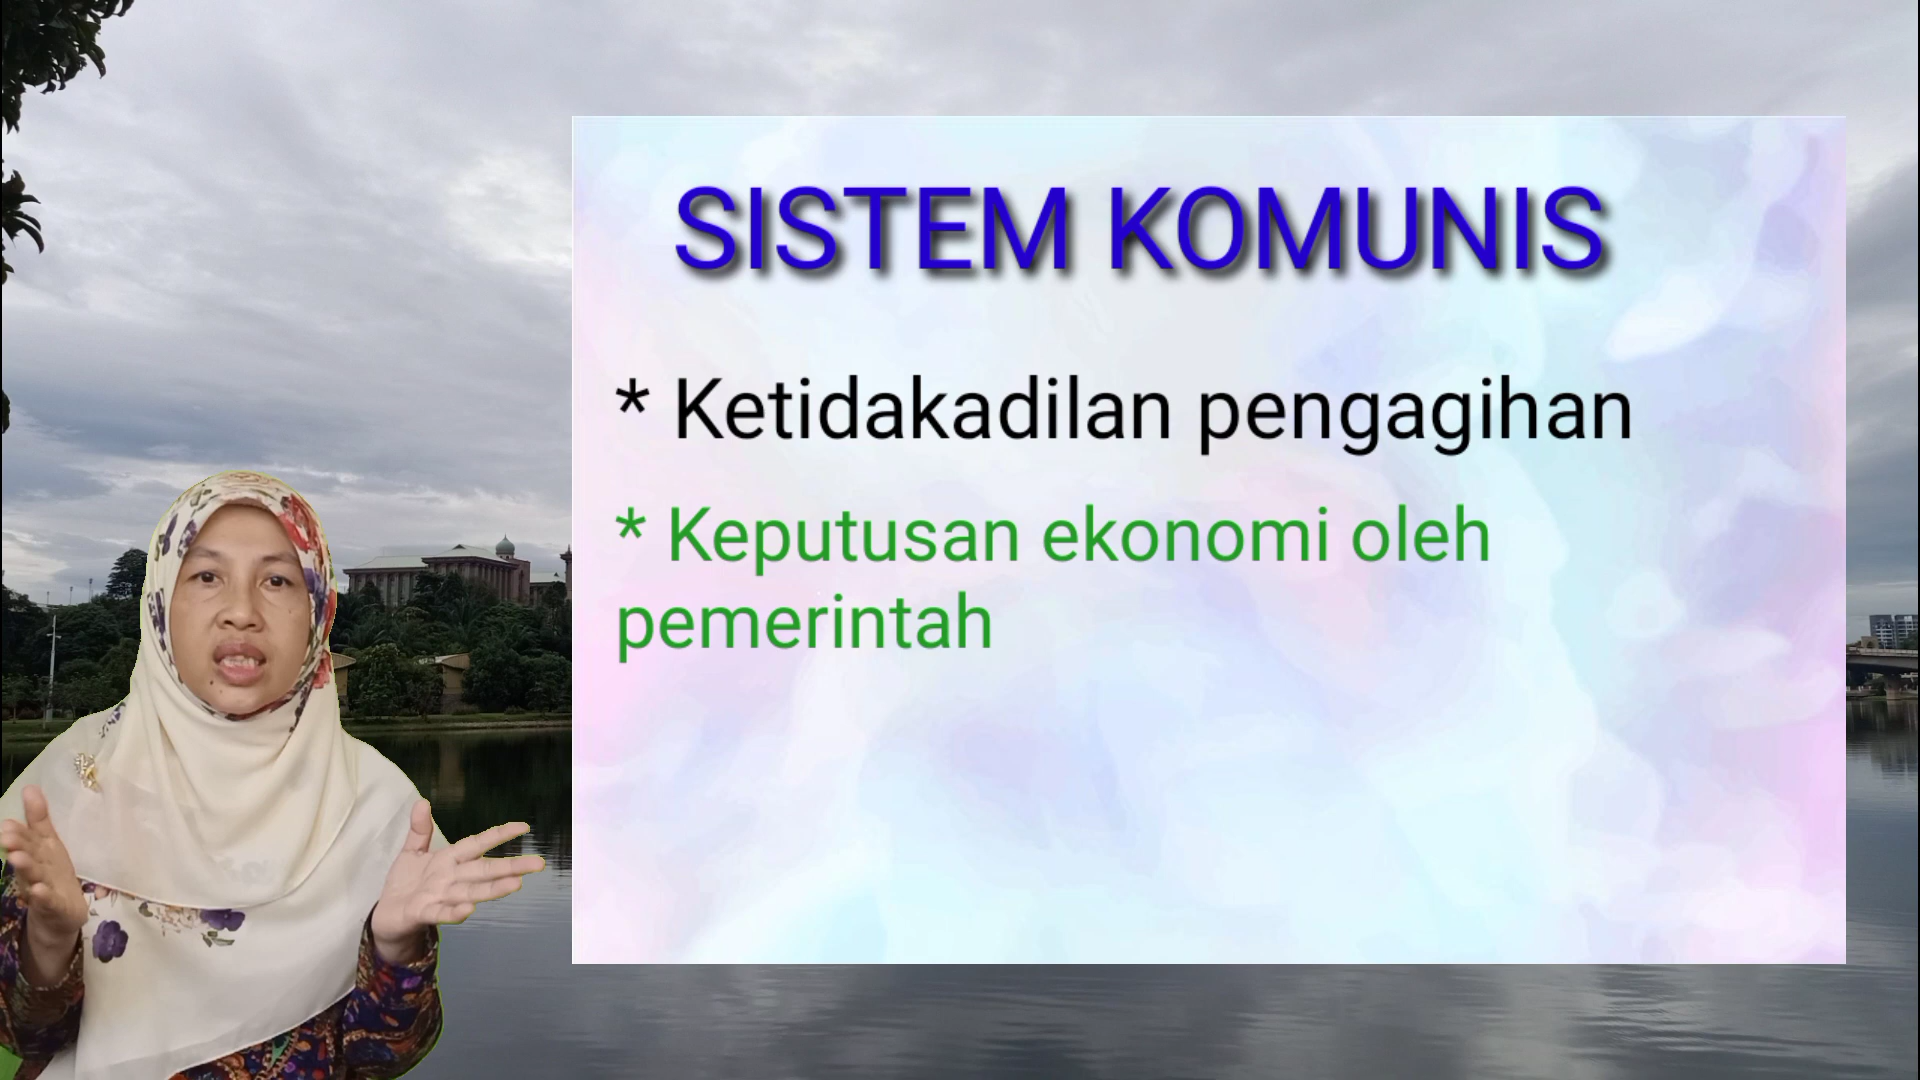 SISTEM KOMUNIS
* Ketidakadilan pengagihan
* Keputusan ekonomi oleh
pemerintah